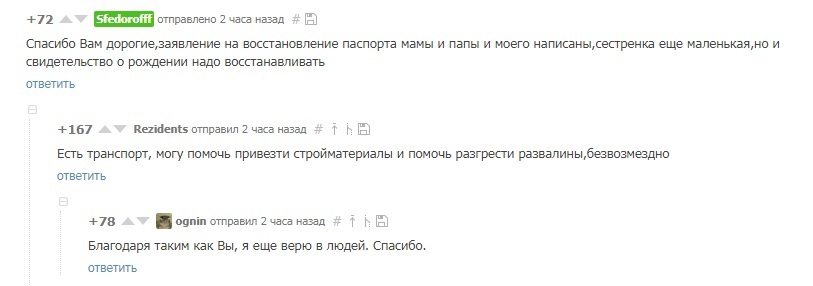 +72 Sfedorofff отправлено 2 часа назад #
Спасибо Вам дорогие,заявление на восстановление паспорта мамы и папы и моего написаны,сестренка еще маленькая,но и
свидетельство о рождении надо восстанавливать
ответить
+167 Rezidents отправил 2 часа назад #
Есть транспорт, могу помочь привезти стройматериалы и помочь разгрести развалины,безвозмездно
ответить
+78 ognin отправил 2 часа назад #
Благодаря таким как Вы, я еще верю в людей. Спасибо.
ответить